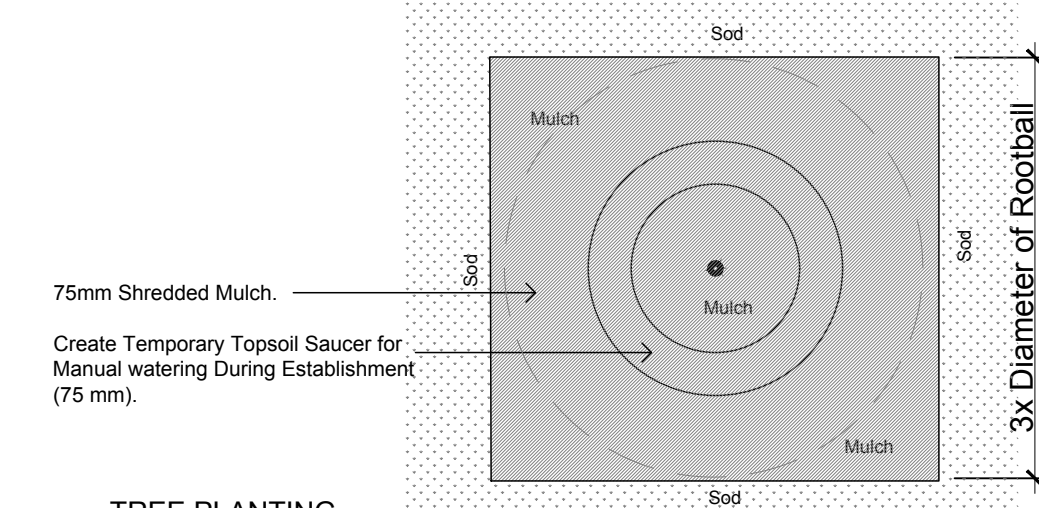 Sod
Mulch
3x Diameter of Rootball
Sod
Sod
75mm Shredded Mulch.
Mulch
Create Temporary Topsoil Saucer for
Manual watering During Establishment
(75 mm).
Mulch
Sod
TREE PLANTING